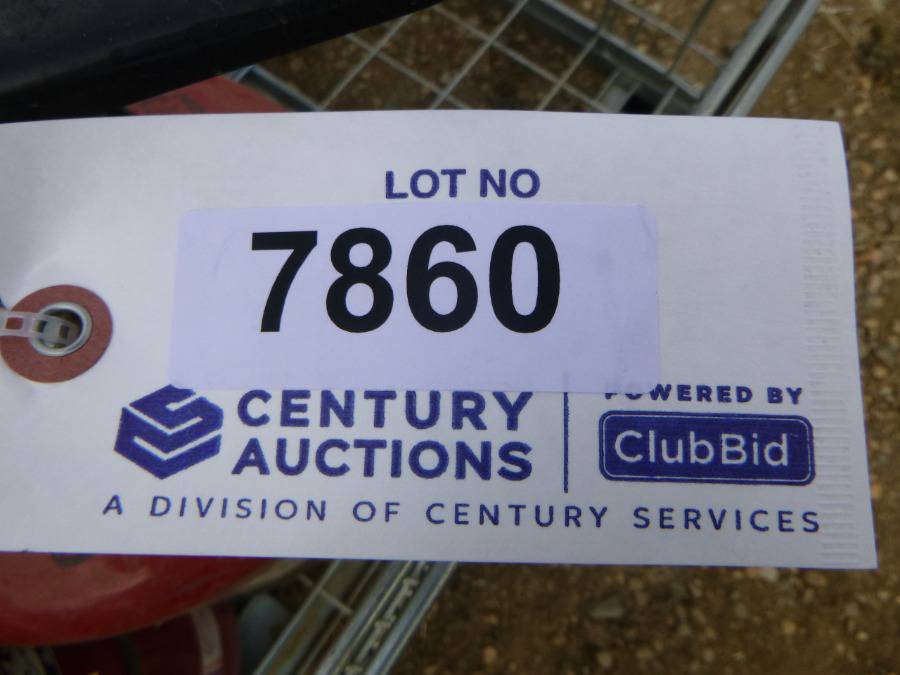 LOT NO
7860
CENTURY
AUCTIONS
POWERED BY
ClubBid
A DIVISION OF CENTURY SERVICES